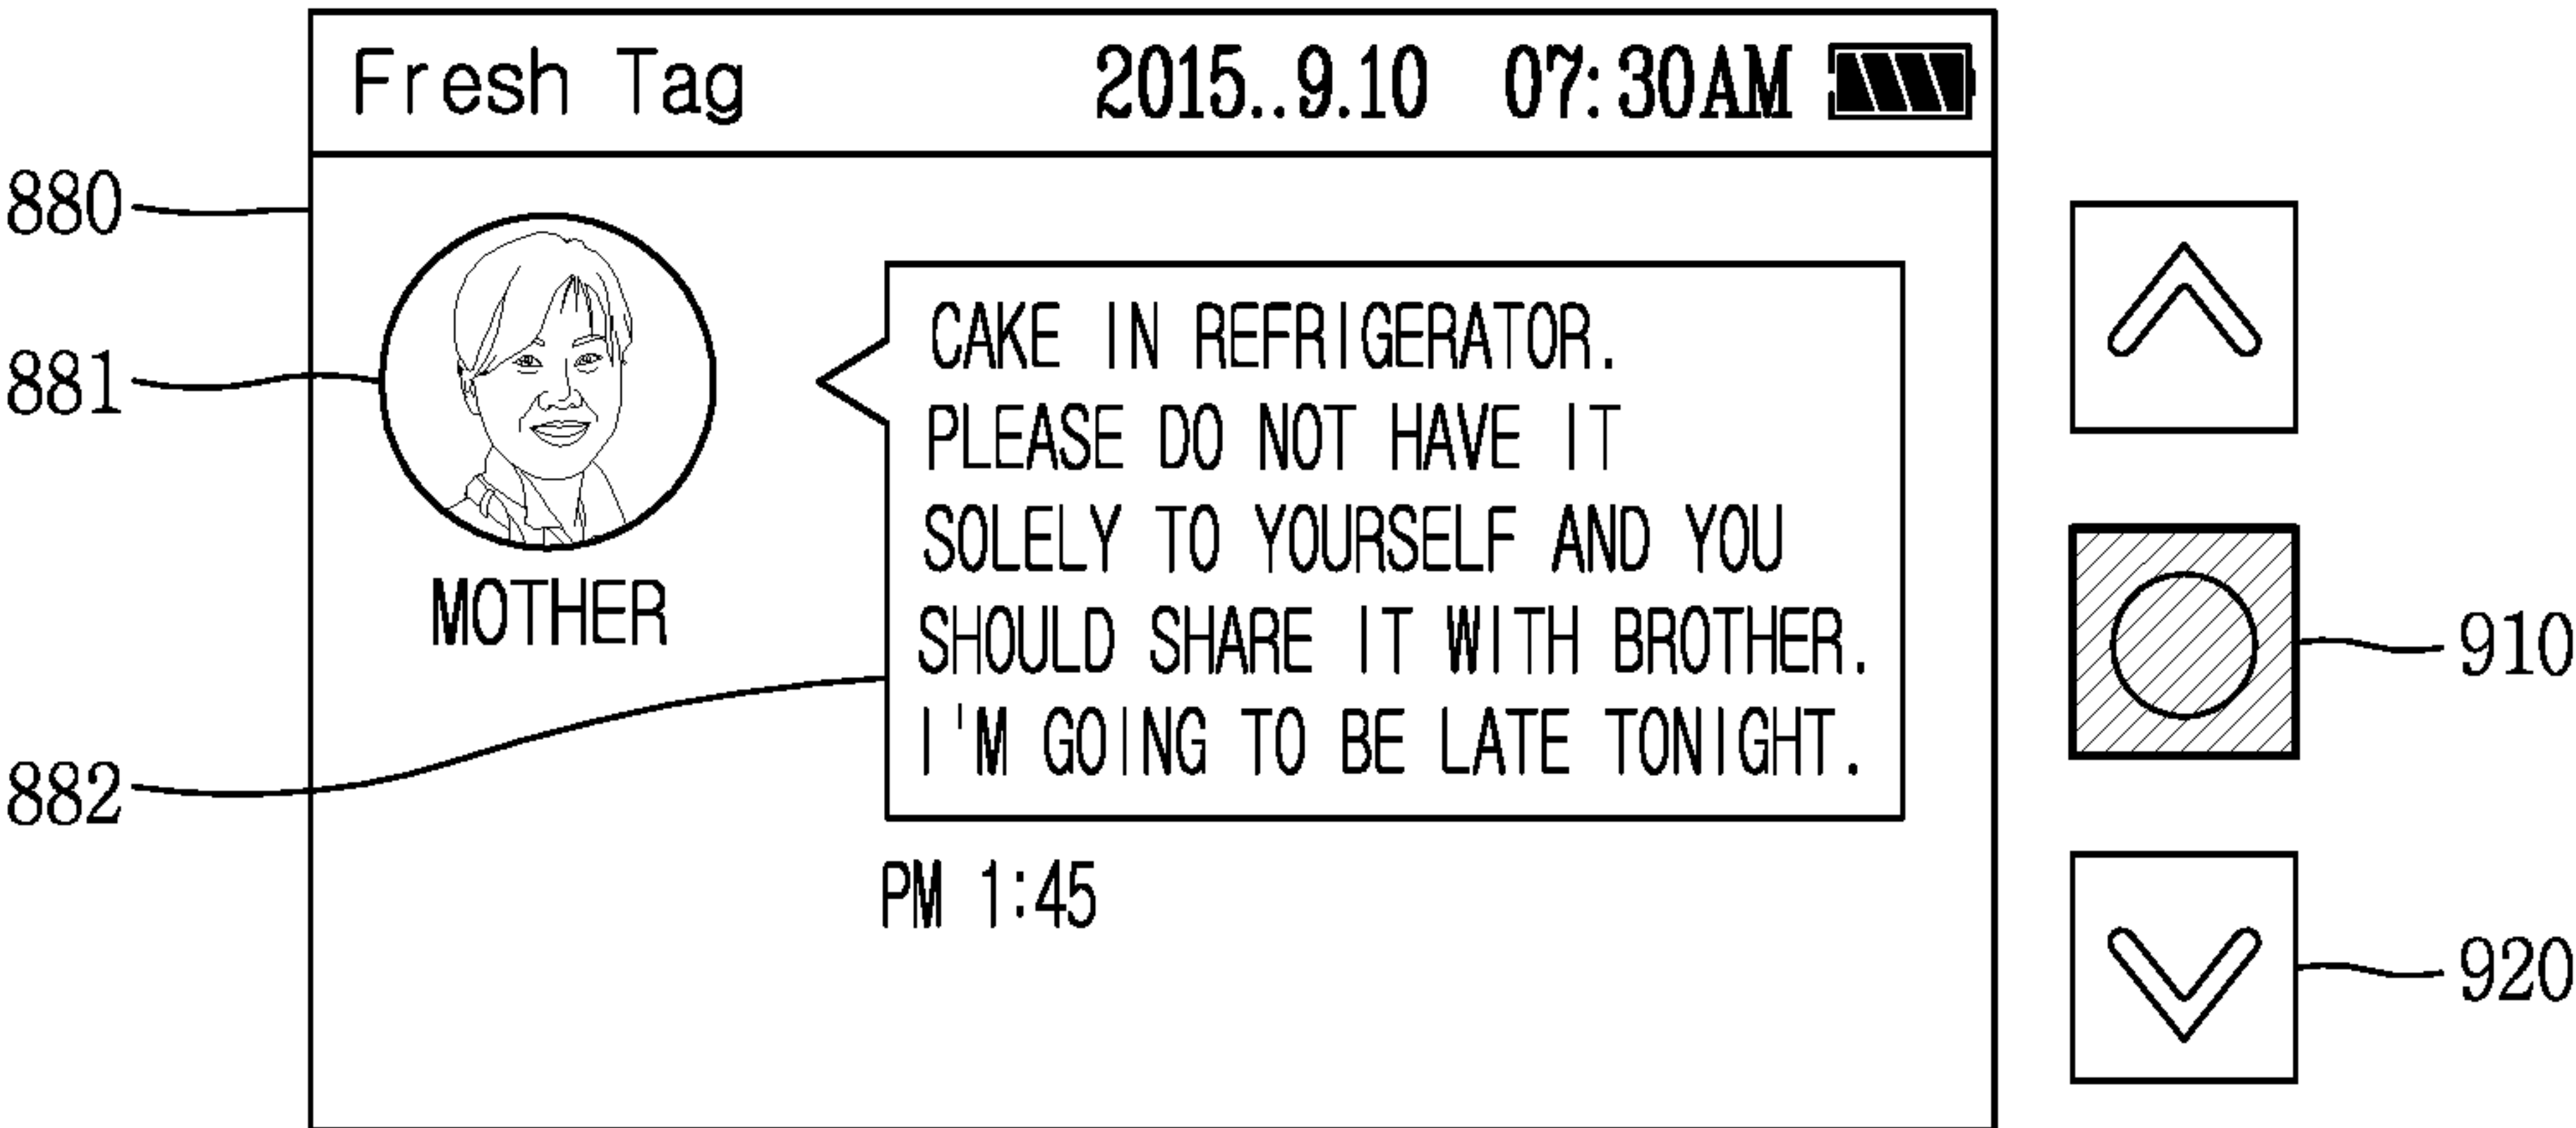 Fresh Tag 2015..9.10 07:30AM
880
881
MOTHER
CAKE IN REFRIGERATOR.
PLEASE DO NOT HAVE IT
SOLELY TO YOURSELF AND YOU
SHOULD SHARE IT WITH BROTHER.
I'M GOING TO BE LATE TONIGHT.
882
PM 1:45
910
920